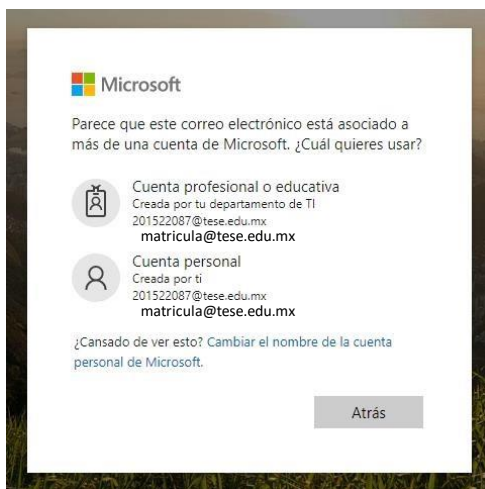 Microsoft
Parece que este correo electrónico está asociado a
más de una cuenta de Microsoft. ¿Cuál quieres usar?
Cuenta profesional o educativa
Creada por tu departamento de TI
201522087@tese.edu.mx
matricula@tese.edu.mx
Cuenta personal
Creada por ti
201522087@tese.edu.mx
matricula@tese.edu.mx
¿Cansado de ver esto? Cambiar el nombre de la cuenta
personal de Microsoft.
Atrás